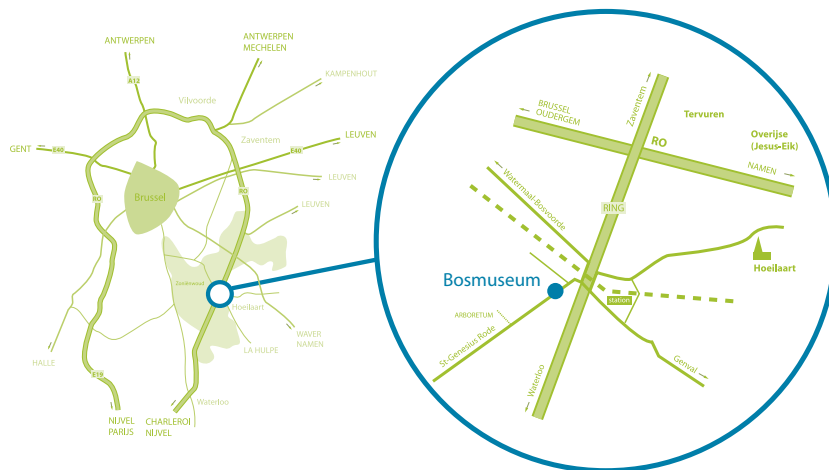 ANTWERPEN
ANTWERPEN
MECHELEN
KAMPENHOUT
A12
Vilvoorde
Zaventem
LEUVEN
GENT
E40
E40
LEUVEN
Brussel
RO
RO
LEUVEN
Zoniënwoud
Hoeilaart
WAVER
NAMEN
LA HULPE
HALLE
E19
Waterloo
NIJVEL
PARIJS
CHARLEROI
NIJVEL
Zaventem
BRUSSEL
OUDERGEM
Tervuren
RO
Overijse
(Jesus-Eik)
NAMEN
Watermaal-Bosvoorde
RING
Hoeilaart
Bosmuseum
station
ARBORETUM
St-Genesius Rode
Genval
Waterloo